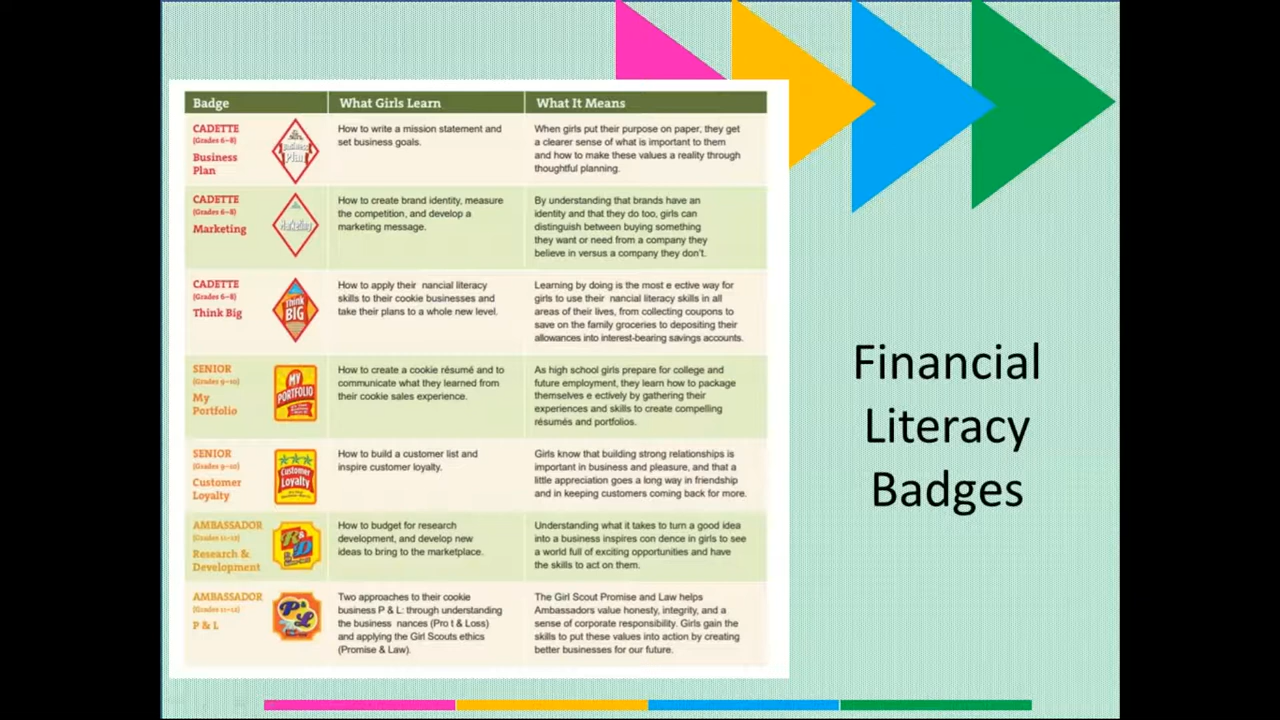 Badge What Girls Learn What It Means
CADETTE
(Grades 6–8)
Business
Plan
Business
Plan
How to write a mission statement and
set business goals.
When girls put their purpose on paper, they get
a clearer sense of what is important to them
and how to make these values a reality through
thoughtful planning.
CADETTE
(Grades 6–8)
Marketing
Marketing
How to create brand identity, measure
the competition, and develop a
marketing message.
By understanding that brands have an
identity and that they do too, girls can
distinguish between buying something
they want or need from a company they
believe in versus a company they don't.
CADETTE
(Grades 6–8)
Think Big
Think
BIG
How to apply their nancial literacy
skills to their cookie businesses and
take their plans to a whole new level.
Learning by doing is the most e ective way for
girls to use their nancial literacy skills in all
areas of their lives, from collecting coupons to
save on the family groceries to depositing their
allowances into interest-bearing savings accounts.
SENIOR
(Grades 9–10)
My
Portfolio
MY
PORTFOLIO
How to create a cookie résumé and to
communicate what they learned from
their cookie sales experience.
As high school girls prepare for college and
future employment, they learn how to package
themselves e ectively by gathering their
experiences and skills to create compelling
résumés and portfolios.
SENIOR
(Grades 9–10)
Customer
Loyalty
Customer
Loyalty
How to build a customer list and
inspire customer loyalty.
Girls know that building strong relationships is
important in business and pleasure, and that a
little appreciation goes a long way in friendship
and in keeping customers coming back for more.
AMBASSADOR
(Grades 11–12)
Research &
Development
R&D
How to budget for research
development, and develop new
ideas to bring to the marketplace.
Understanding what it takes to turn a good idea
into a business inspires con dence in girls to see
a world full of exciting opportunities and have
the skills to act on them.
AMBASSADOR
(Grades 11–12)
P & L
P&L
Two approaches to their cookie
business P & L: through understanding
the business nances (Pro t & Loss)
and applying the Girl Scouts ethics
(Promise & Law).
The Girl Scout Promise and Law helps
Ambassadors value honesty, integrity, and a
sense of corporate responsibility. Girls gain the
skills to put these values into action by creating
better businesses for our future.
Financial
Literacy
Badges